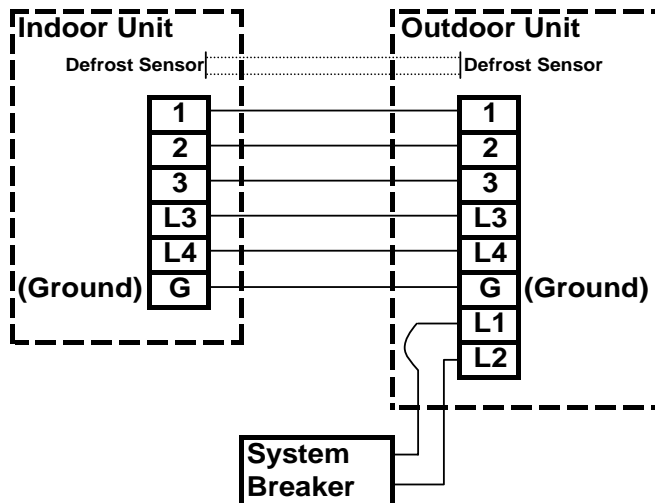 Indoor Unit
Outdoor Unit
Defrost Sensor
Defrost Sensor
1
1
2
2
3
3
L3
L3
L4
L4
(Ground)
G
G
(Ground)
L1
L2
System
Breaker